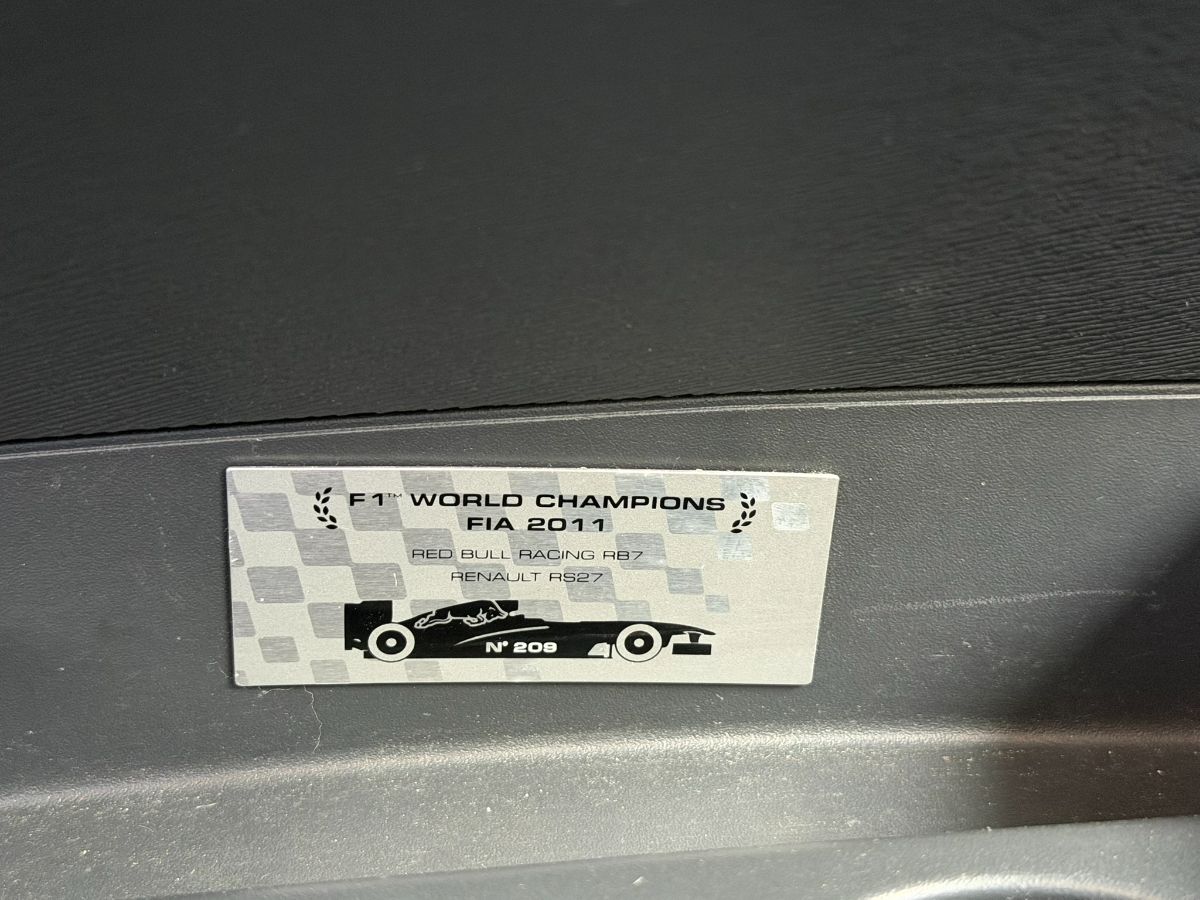 F1™ WORLD CHAMPIONS
FIA 2011
RED BULL RACING RB7
RENAULT RS27
N° 209